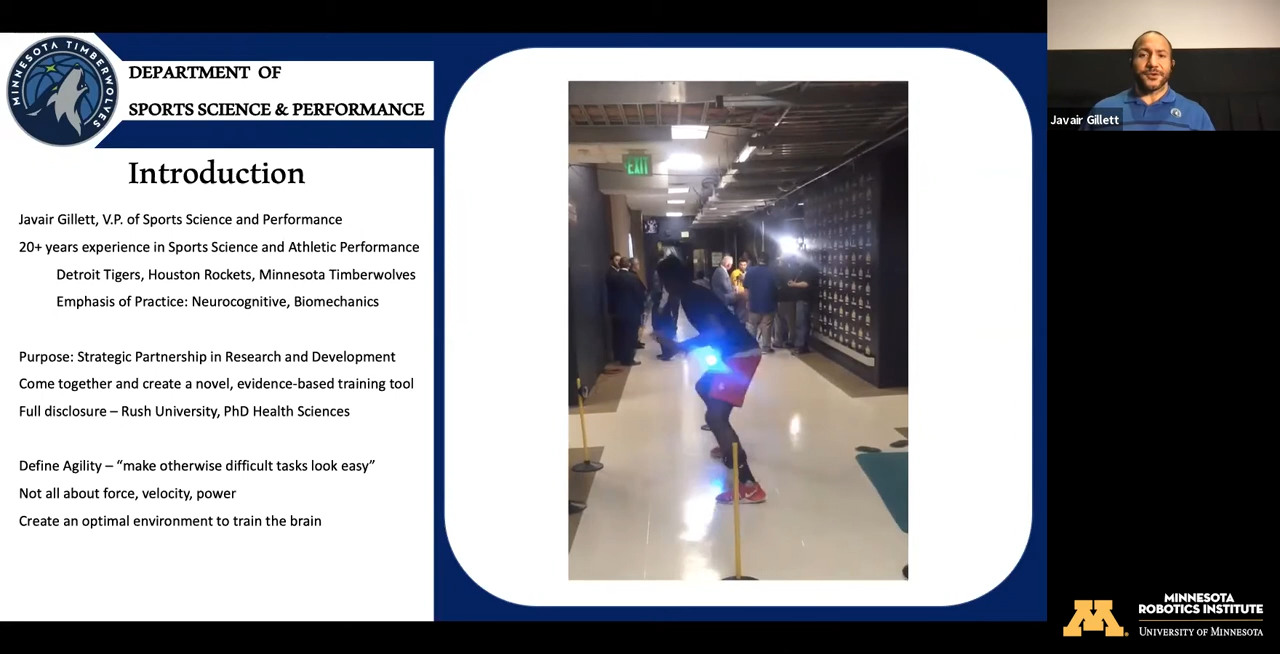 MINNESOTA TIMBERWOLVES
DEPARTMENT OF
SPORTS SCIENCE & PERFORMANCE
Introduction
Javair Gillett, V.P. of Sports Science and Performance
20+ years experience in Sports Science and Athletic Performance
Detroit Tigers, Houston Rockets, Minnesota Timberwolves
Emphasis of Practice: Neurocognitive, Biomechanics
Purpose: Strategic Partnership in Research and Development
Come together and create a novel, evidence-based training tool
Full disclosure – Rush University, PhD Health Sciences
Define Agility – “make otherwise difficult tasks look easy”
Not all about force, velocity, power
Create an optimal environment to train the brain
EXIT
Javair Gillett
M
MINNESOTA
ROBOTICS INSTITUTE
UNIVERSITY OF MINNESOTA